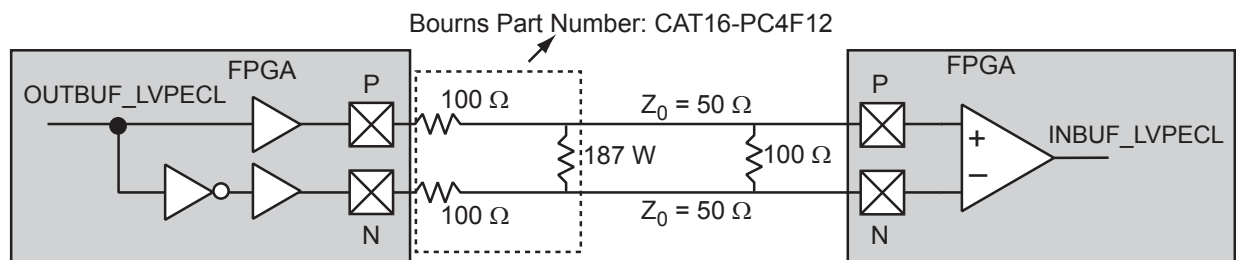 Bourns Part Number: CAT16-PC4F12
FPGA
OUTBUF_LVPECL
P
100 Ω
Z0 = 50 Ω
187 W
100 Ω
100 Ω
N
Z0 = 50 Ω
FPGA
P
+
−
INBUF_LVPECL
N